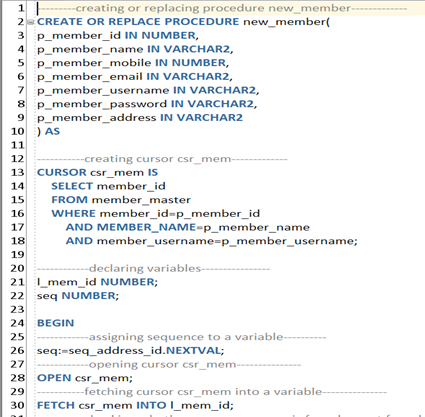 1 --------creating or replacing procedure new_member------------
2 CREATE OR REPLACE PROCEDURE new_member(
3 p_member_id IN NUMBER,
4 p_member_name IN VARCHAR2,
5 p_member_mobile IN NUMBER,
6 p_member_email IN VARCHAR2,
7 p_member_username IN VARCHAR2,
8 p_member_password IN VARCHAR2,
9 p_member_address IN VARCHAR2
10 ) AS
11
12 -----------creating cursor csr_mem-------------
13 CURSOR csr_mem IS
14 SELECT member_id
15 FROM member_master
16 WHERE member_id=p_member_id
17 AND MEMBER_NAME=p_member_name
18 AND member_username=p_member_username;
19
20 ------------declaring variables----------------
21 l_mem_id NUMBER;
22 seq NUMBER;
23
24 BEGIN
25 ------------assigning sequence to a variable----------
26 seq:=seq_address_id.NEXTVAL;
27 ------------opening cursor csr_mem---------------
28 OPEN csr_mem;
29 -----------fetching cursor csr_mem into a variable---------------
30 FETCH csr_mem INTO l_mem_id;